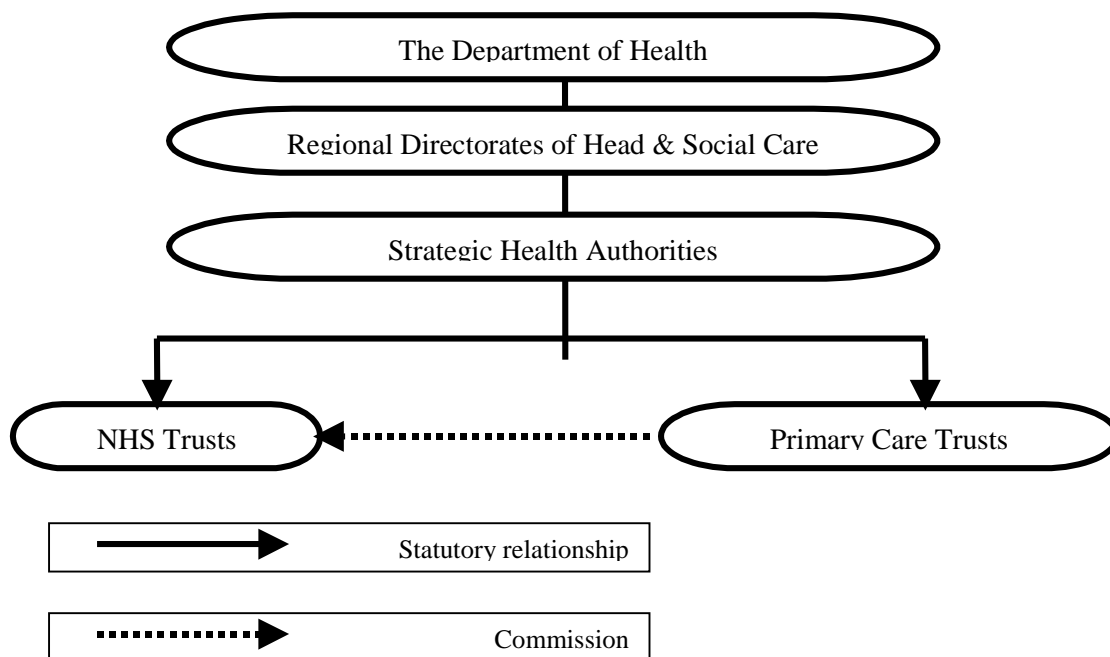 The Department of Health
Regional Directorates of Head & Social Care
Strategic Health Authorities
NHS Trusts
Primary Care Trusts
Statutory relationship
Commission